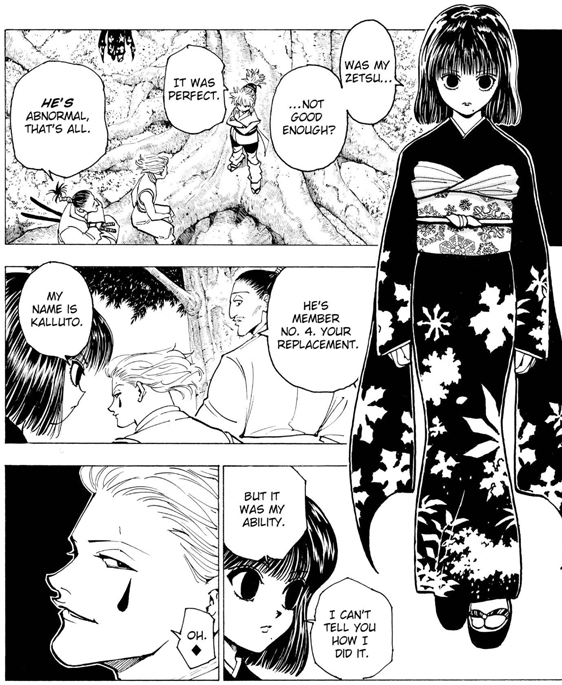 WAS MY
ZETSU...
...NOT
GOOD
ENOUGH?
IT WAS
PERFECT.
HE'S
ABNORMAL,
THAT'S ALL.
HE'S
MEMBER
NO. 4. YOUR
REPLACEMENT.
MY
NAME IS
KALLUTO.
BUT IT
WAS MY
ABILITY.
I CAN'T
TELL YOU
HOW I
DID IT.
OH.
♦